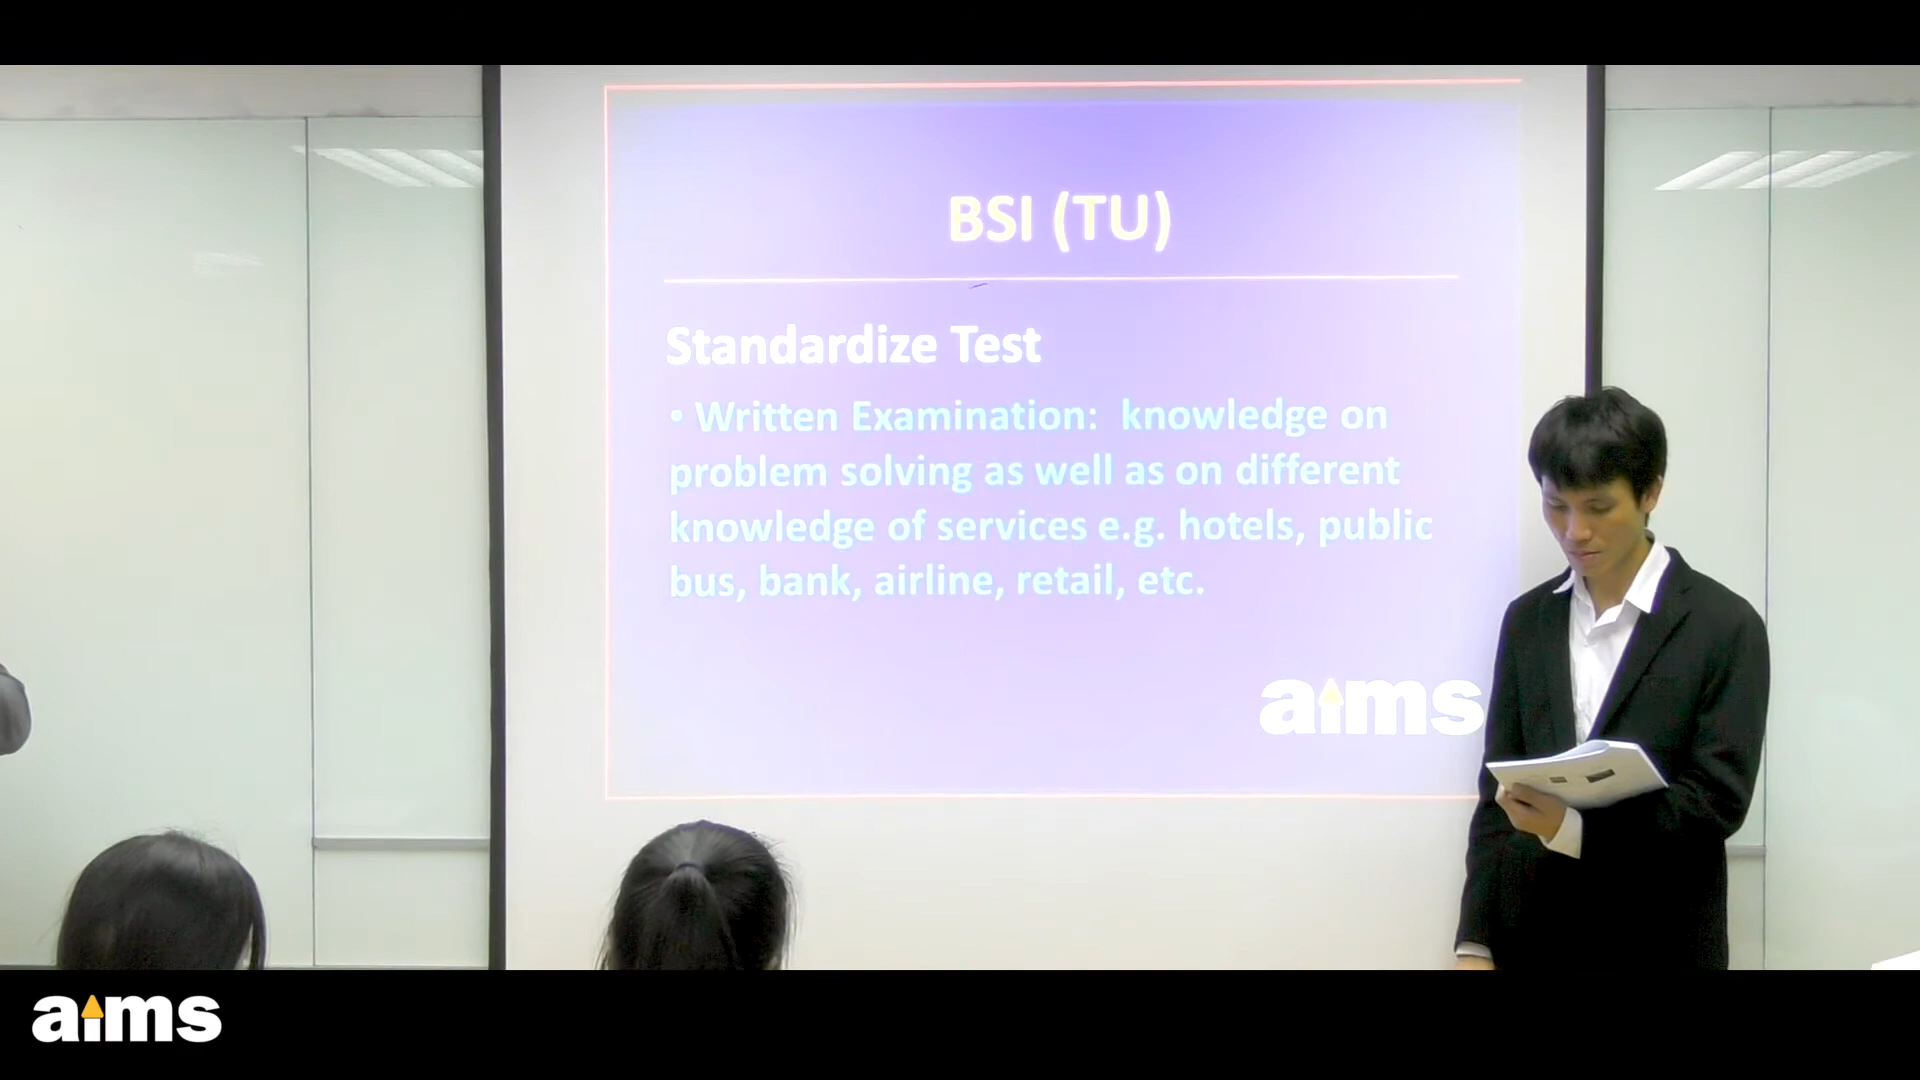 BSI (TU)
Standardize Test
• Written Examination: knowledge on
problem solving as well as on different
knowledge of services e.g. hotels, public
bus, bank, airline, retail, etc.
aims
aims